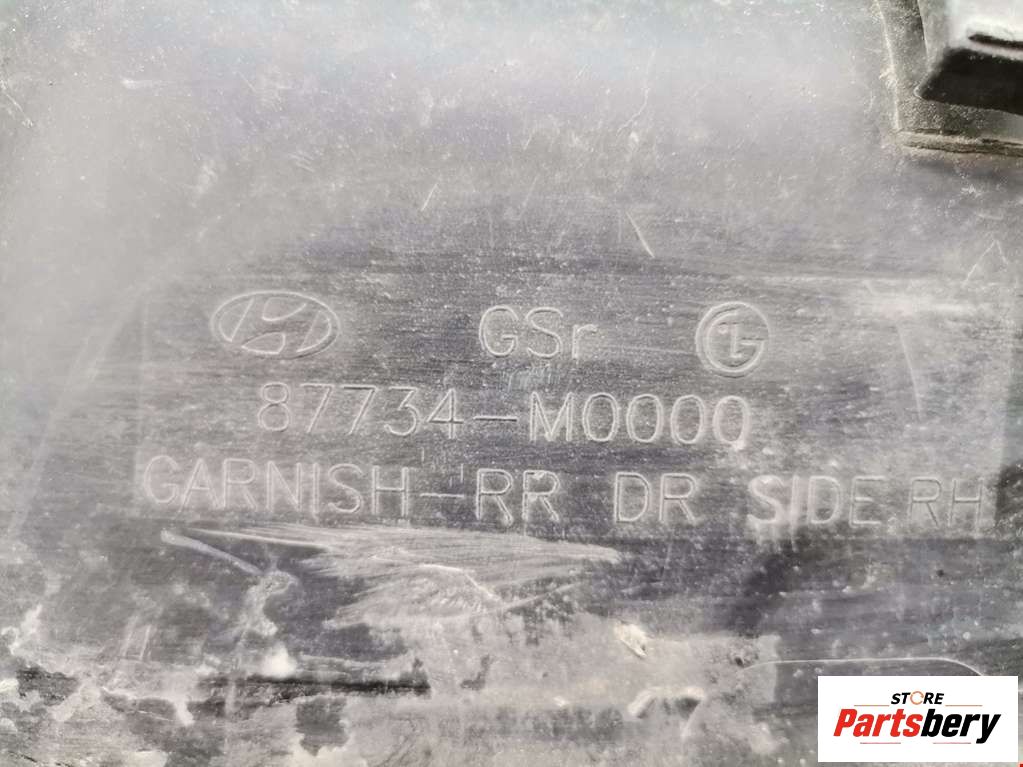 GSr
87734-M0000
GARNISH-RR DR SIDE RH
STORE
Partsbery